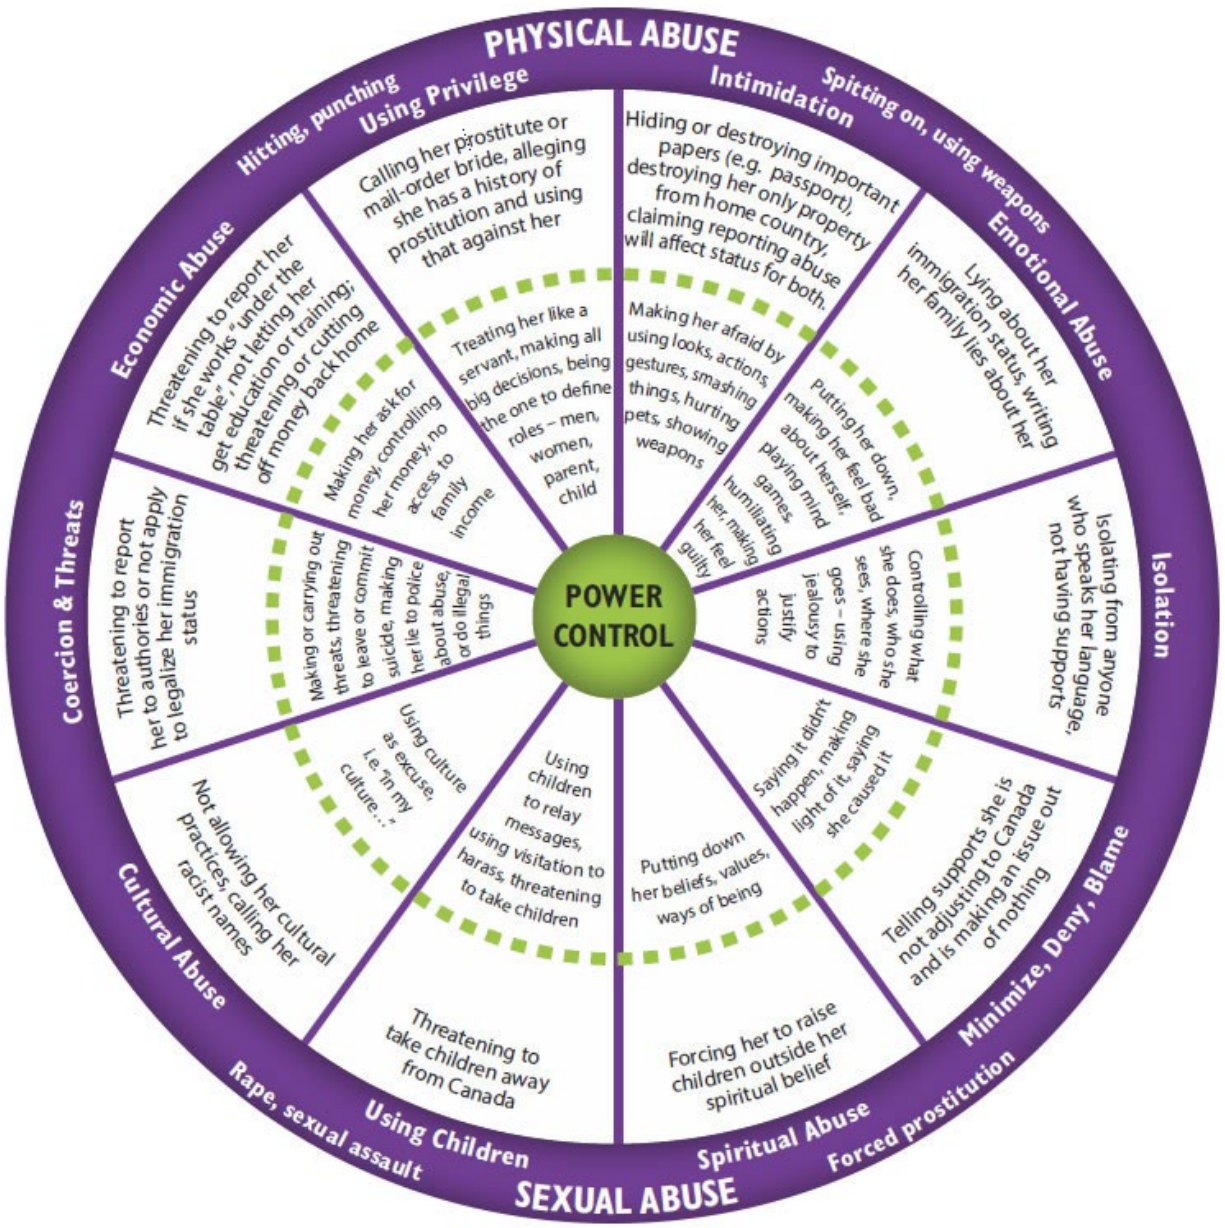 PHYSICAL ABUSE
Hitting, punching
Spitting on, using weapons
Using Privilege
Calling her prostitute or
mail-order bride, alleging
she has a history of
prostitution and using
that against her
Treating her like a
servant, making all
big decisions, being
the one to define
roles – men,
women,
parent,
child
Intimidation
Hiding or destroying important
papers (e.g. passport),
destroying her only property
from home country,
claiming reporting abuse
will affect status for both.
Making her afraid by
using looks, actions,
gestures, smashing
things, hurting
pets, showing
weapons
Emotional Abuse
Lying about her
immigration status, writing
her family lies about her
Putting her down,
making her feel bad
about herself,
playing mind
games,
humiliating
her, making
her feel
guilty
Isolation
Isolating from anyone
who speaks her language,
not having supports
Controlling what
she does, who she
sees, where she
goes – using
jealousy to
justify
actions
Minimize, Deny, Blame
Telling supports she is
not adjusting to Canada
and is making an issue out
of nothing
Saying it didn't
happen, making
light of it, saying
she caused it
Spiritual Abuse
Putting down
her beliefs, values,
ways of being
Forcing her to raise
children outside her
spiritual belief
Using Children
Using
children
to relay
messages,
using visitation to
harass, threatening
to take children
Threatening to
take children away
from Canada
Cultural Abuse
Not allowing her cultural
practices, calling her
racist names
Using culture
as excuse,
i.e. "in my
culture…"
Coercion & Threats
Threatening to report
her to authories or not apply
to legalize her immigration
status
Making or carrying out
threats, threatening
to leave or commit
suicide, making
her lie to police
about abuse,
or do illegal
things
Economic Abuse
Threatening to report her
if she works "under the
table", not letting her
get education or training;
threatening or cutting
off money back home
Making her ask for
money, controlling
her money, no
access to
family
income
POWER
CONTROL
Rape, sexual assault
Forced prostitution
SEXUAL ABUSE